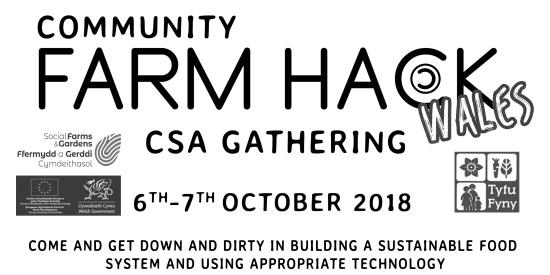 COMMUNITY
FARM HACK
WALES
Social Farms
& Gardens
Ffermydd a Gerddi
Cymdeithasol
CSA GATHERING
Llywodraeth Cymru
Welsh Government
6TH-7TH OCTOBER 2018
Tyfu
Fyny
COME AND GET DOWN AND DIRTY IN BUILDING A SUSTAINABLE FOOD
SYSTEM AND USING APPROPRIATE TECHNOLOGY